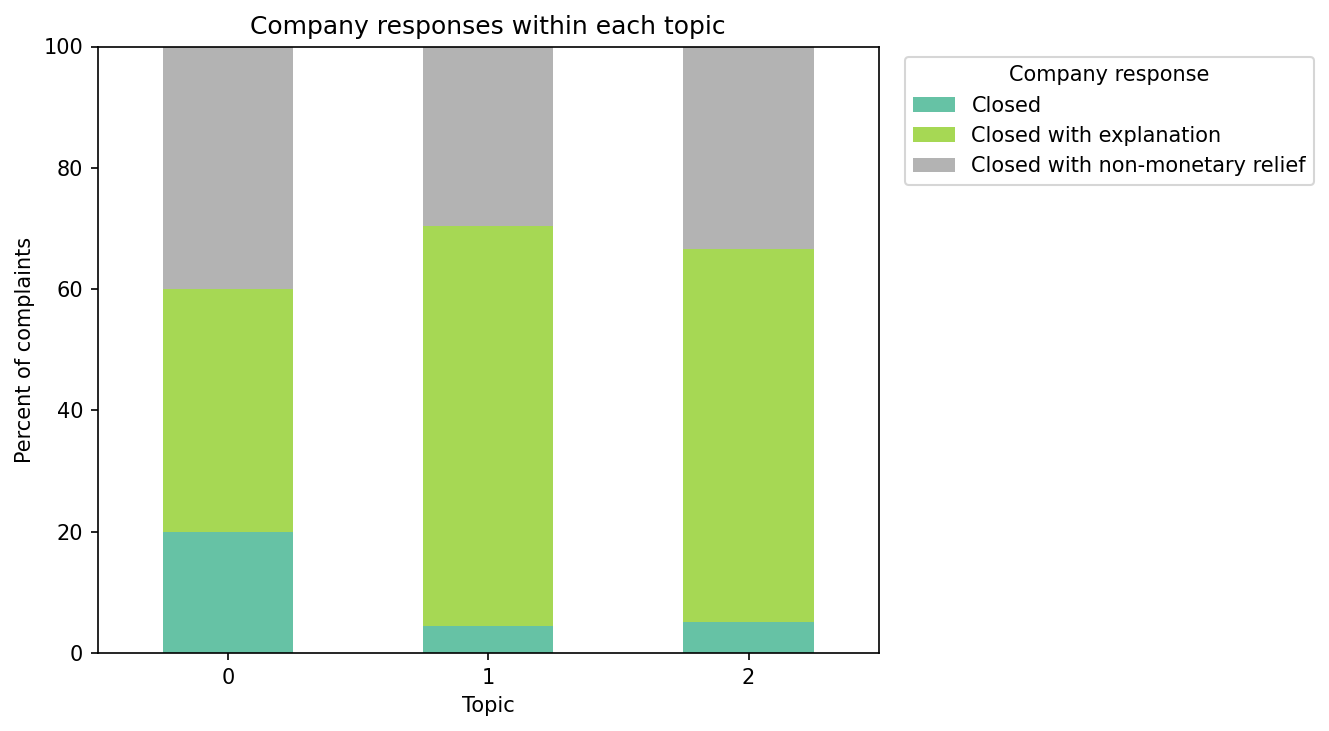 Company responses within each topic
Company response
Closed
Closed with explanation
Closed with non-monetary relief
Percent of complaints
100
80
60
40
20
0
0 1 2
Topic